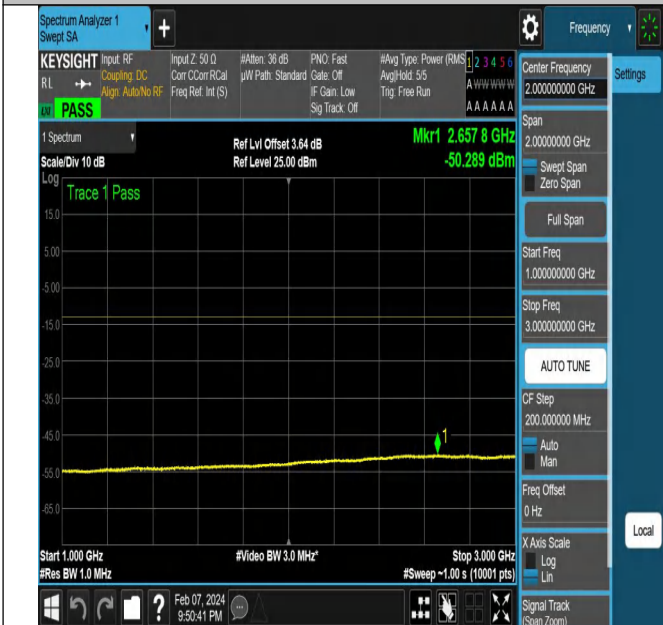 Spectrum Analyzer 1
Swept SA
+
Frequency
KEYSIGHT
RL
PASS
Input: RF
Coupling: DC
Align: Auto/No RF
Input Z: 50 Ω
Corr CCorr RCal
Freq Ref: Int (S)
#Atten: 36 dB
µW Path: Standard
PNO: Fast
Gate: Off
IF Gain: Low
Sig Track: Off
#Avg Type: Power (RMS
Avg|Hold: 5/5
Trig: Free Run
1 2 3 4 5 6
A W W W W W
A A A A A A
1 Spectrum
Scale/Div 10 dB
Log
Ref Lvl Offset 3.64 dB
Ref Level 25.00 dBm
Mkr1 2.657 8 GHz
-50.289 dBm
Trace 1 Pass
15.0
5.00
-5.00
-15.0
-25.0
-35.0
-45.0
-55.0
-65.0
1
Start 1.000 GHz
#Res BW 1.0 MHz
#Video BW 3.0 MHz*
Stop 3.000 GHz
#Sweep ~1.00 s (10001 pts)
?
Feb 07, 2024
9:50:41 PM
Center Frequency
2.000000000 GHz
Settings
Span
2.00000000 GHz
Swept Span
Zero Span
Full Span
Start Freq
1.000000000 GHz
Stop Freq
3.000000000 GHz
AUTO TUNE
CF Step
200.000000 MHz
Auto
Man
Freq Offset
0 Hz
X Axis Scale
Log
Lin
Local
Signal Track
(Span Zoom)